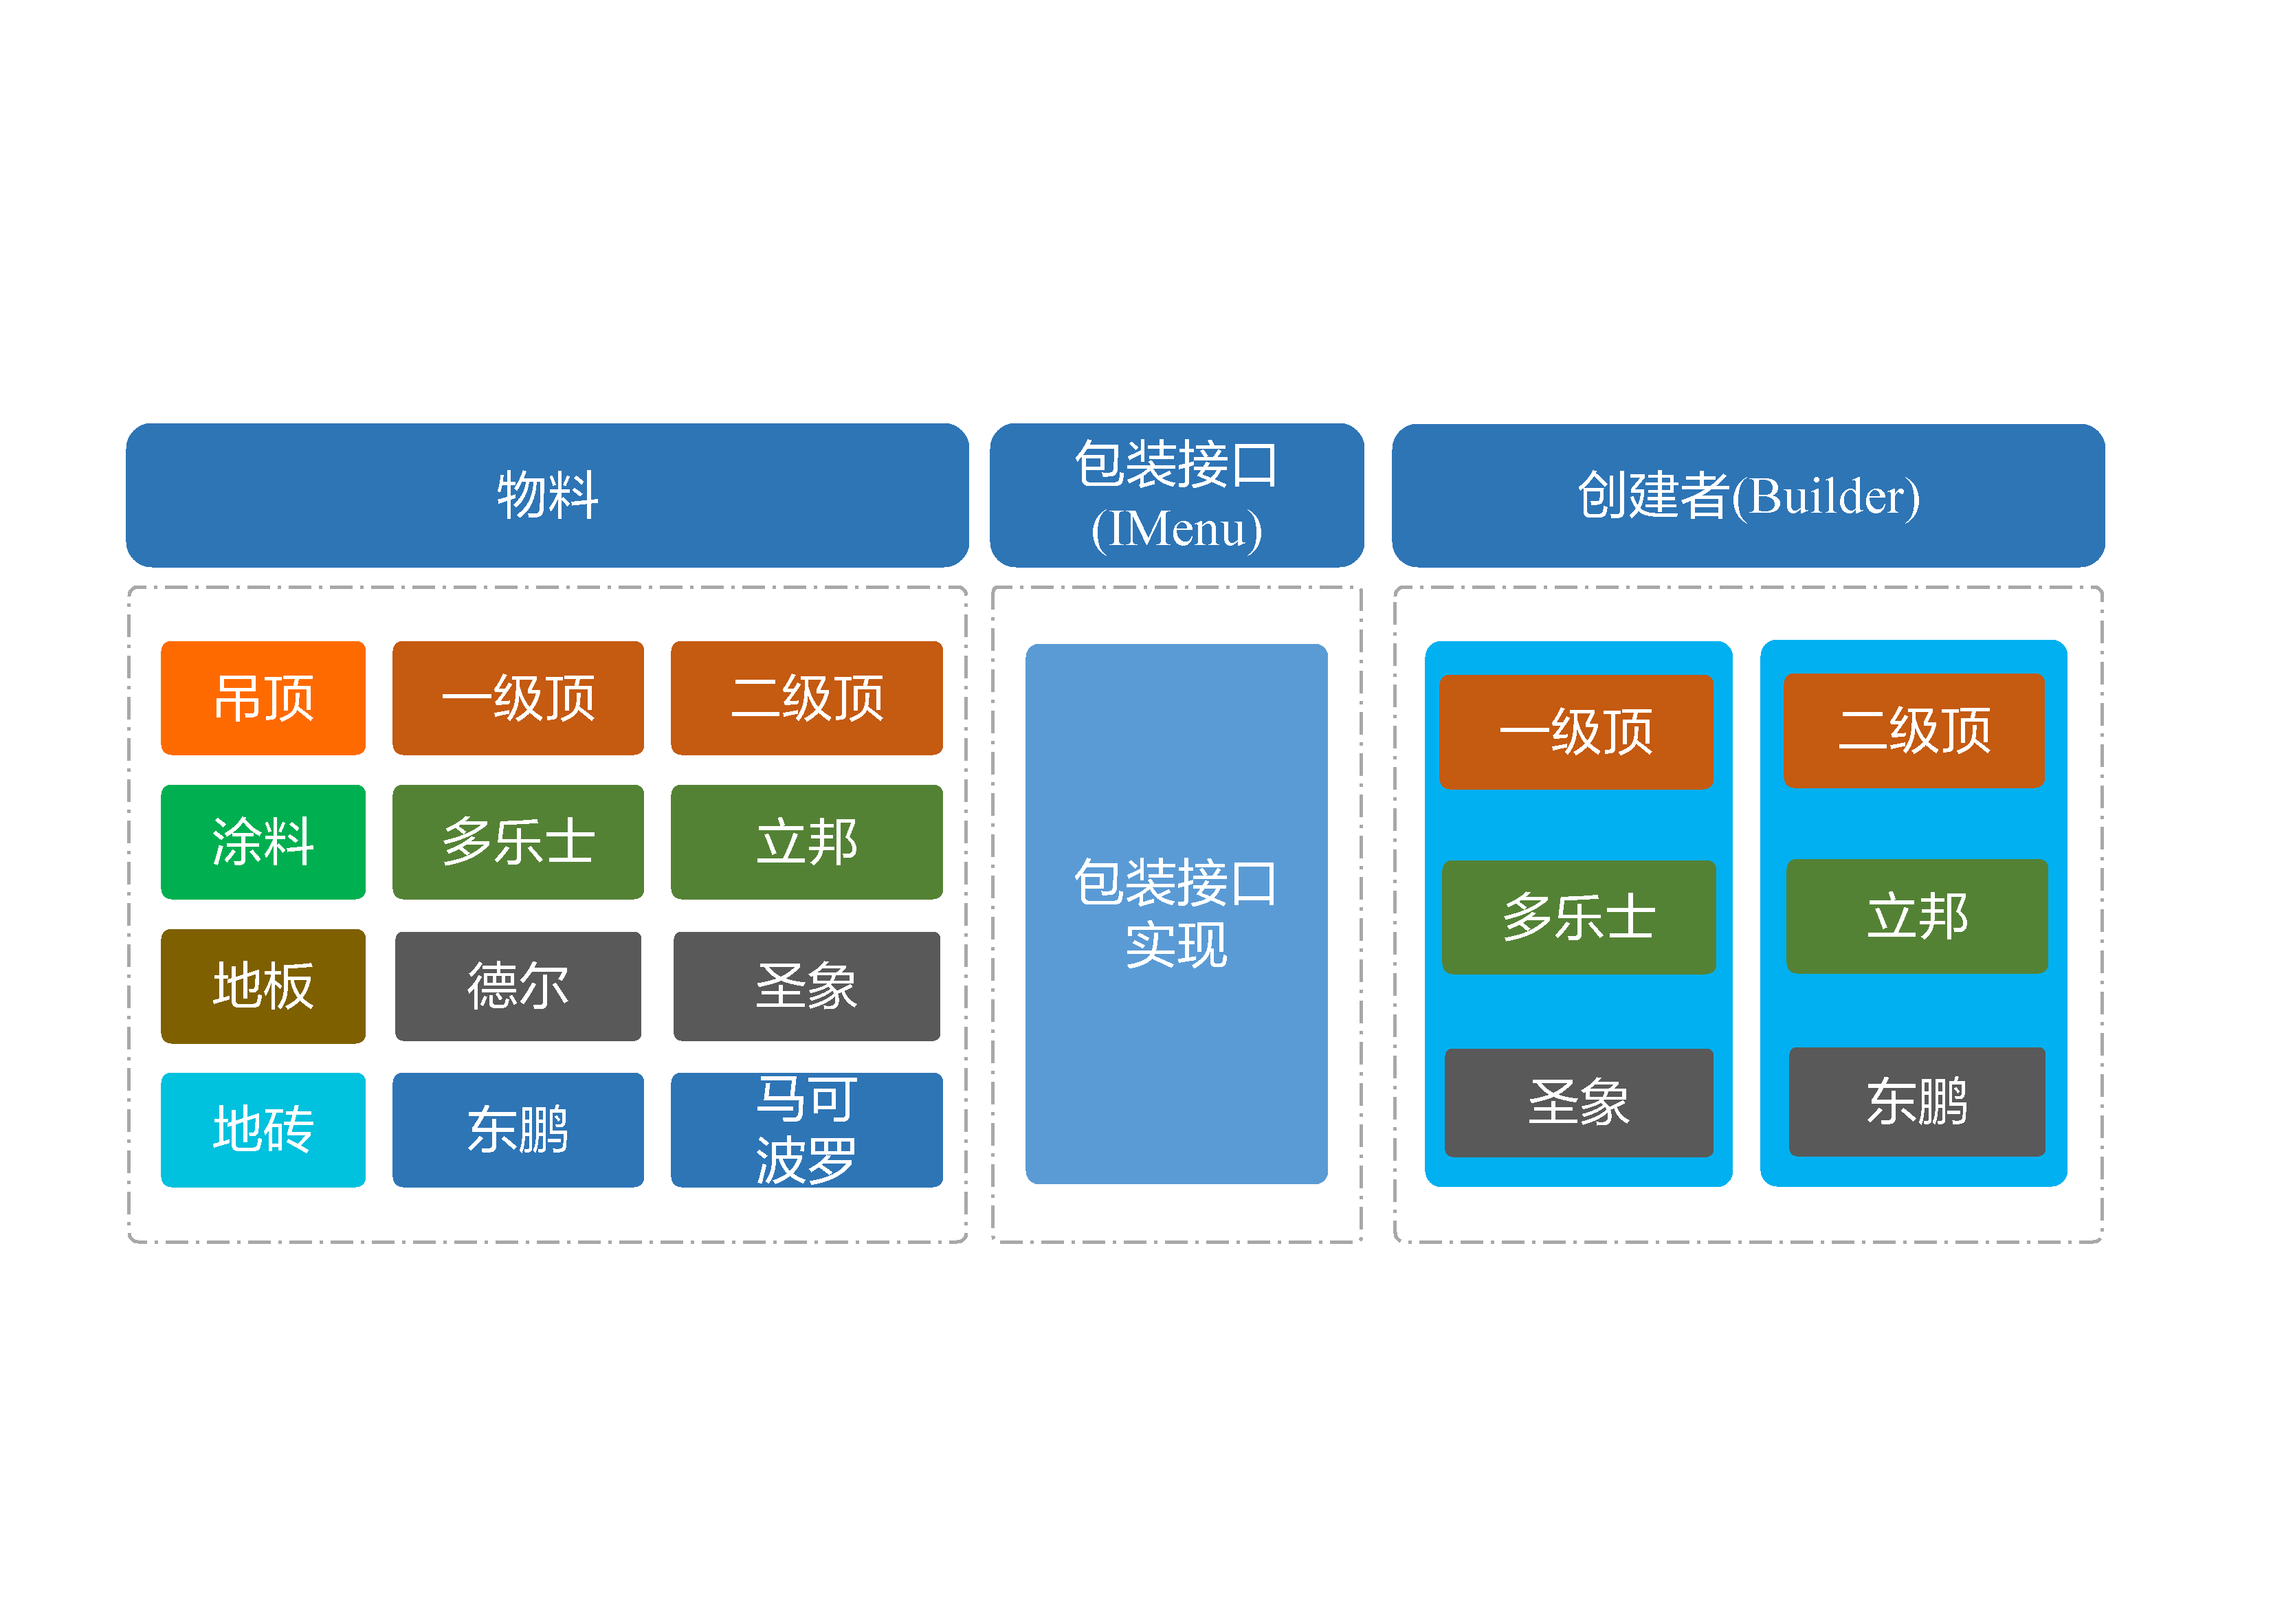 物料
吊顶
一级顶
二级顶
涂料
多乐士
立邦
地板
德尔
圣象
地砖
东鹏
马可
波罗
包装接口
(IMenu)
包装接口
实现
创建者(Builder)
一级顶
二级顶
多乐士
立邦
圣象
东鹏